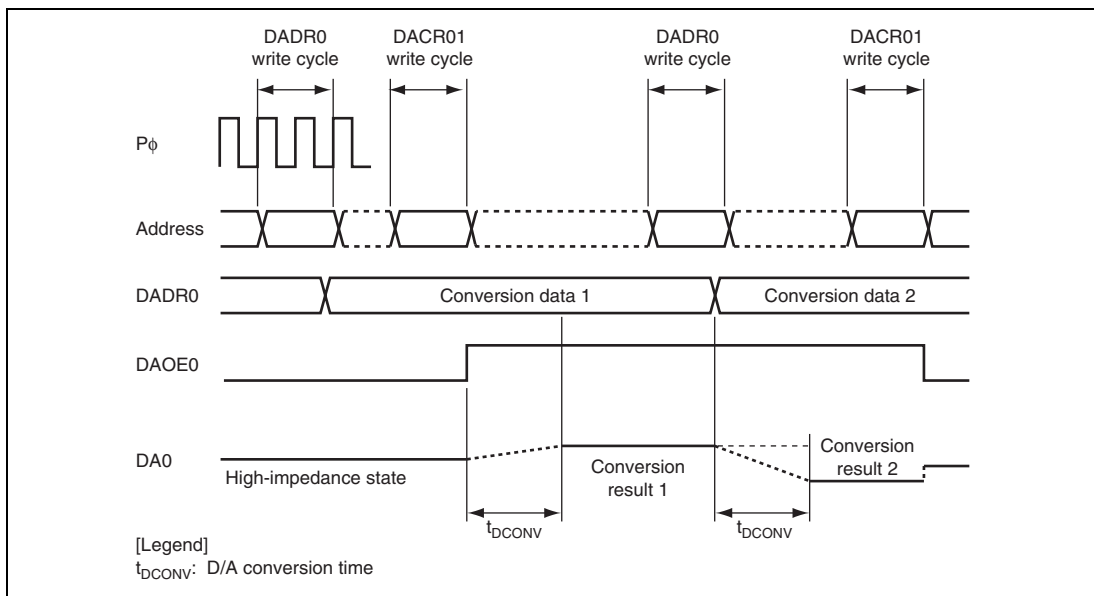 DADR0
write cycle
DACR01
write cycle
DADR0
write cycle
DACR01
write cycle
Pϕ
Address
DADR0
Conversion data 1
Conversion data 2
DAOE0
DA0
High-impedance state
Conversion
result 1
Conversion
result 2
tDCONV
tDCONV
[Legend]
tDCONV: D/A conversion time